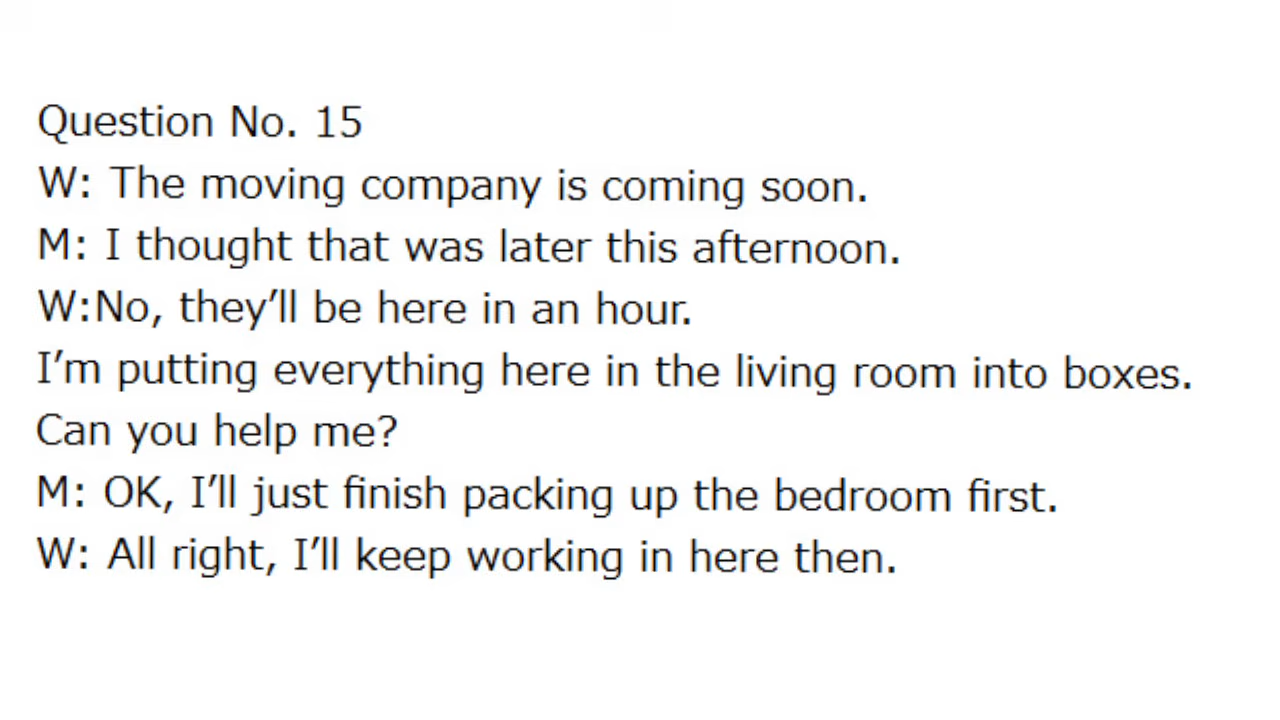 Question No. 15
W: The moving company is coming soon.
M: I thought that was later this afternoon.
W:No, they’ll be here in an hour.
I’m putting everything here in the living room into boxes.
Can you help me?
M: OK, I’ll just finish packing up the bedroom first.
W: All right, I’ll keep working in here then.